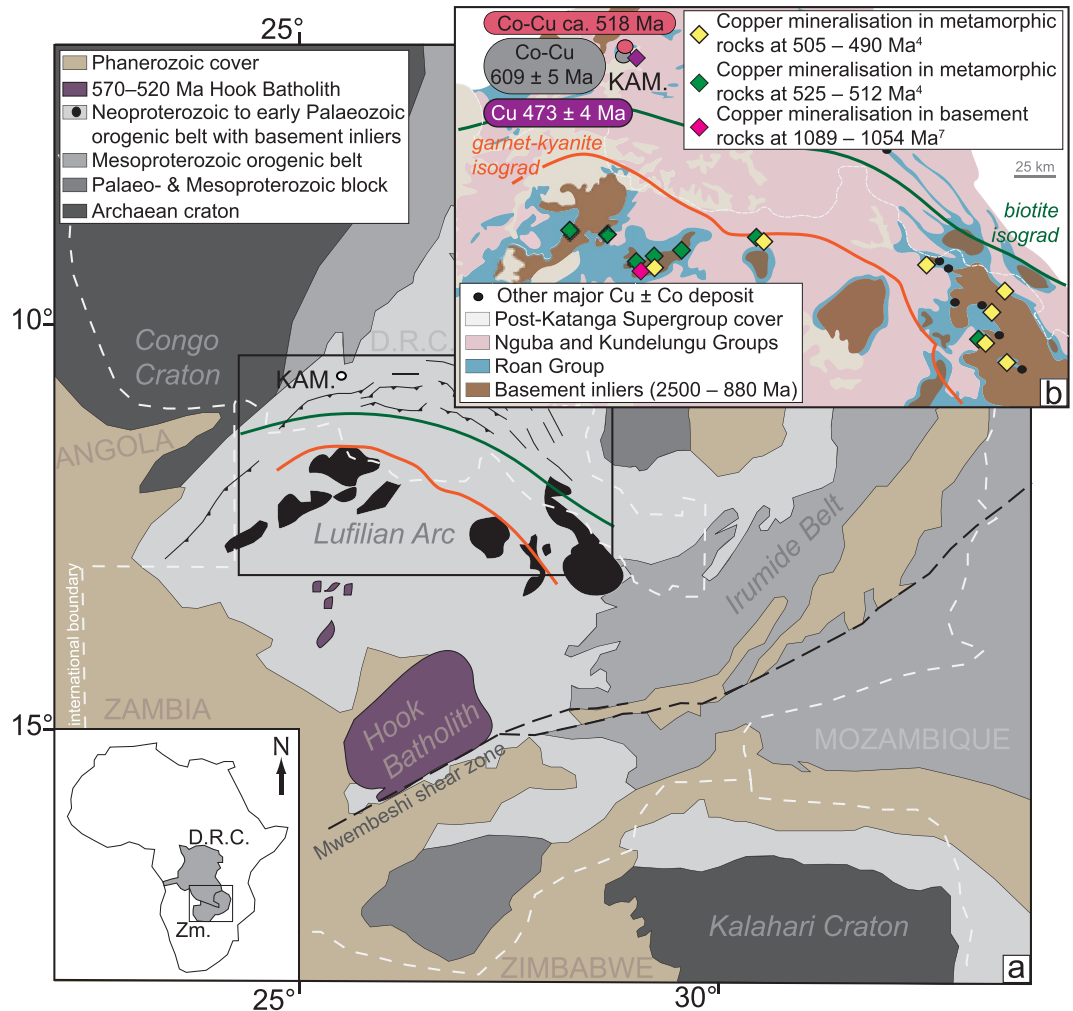 25°
Phanerozoic cover
570–520 Ma Hook Batholith
Neoproterozoic to early Palaeozoic
orogenic belt with basement inliers
Mesoproterozoic orogenic belt
Palaeo- & Mesoproterozoic block
Archaean craton
Co-Cu ca. 518 Ma
Co-Cu
609 ± 5 Ma
KAM.
Cu 473 ± 4 Ma
garnet-kyanite
isograd
Copper mineralisation in metamorphic
rocks at 505 – 490 Ma⁴
Copper mineralisation in metamorphic
rocks at 525 – 512 Ma⁴
Copper mineralisation in basement
rocks at 1089 – 1054 Ma⁷
25 km
biotite
isograd
Other major Cu ± Co deposit
Post-Katanga Supergroup cover
Nguba and Kundelungu Groups
Roan Group
Basement inliers (2500 – 880 Ma)
b
10°
Congo
Craton
D.R.C.
KAM.
ANGOLA
Lufilian Arc
Irumide Belt
international boundary
ZAMBIA
Hook
Batholith
MOZAMBIQUE
15°
Mwembeshi shear zone
N
D.R.C.
Zm.
Kalahari Craton
ZIMBABWE
a
25°
30°